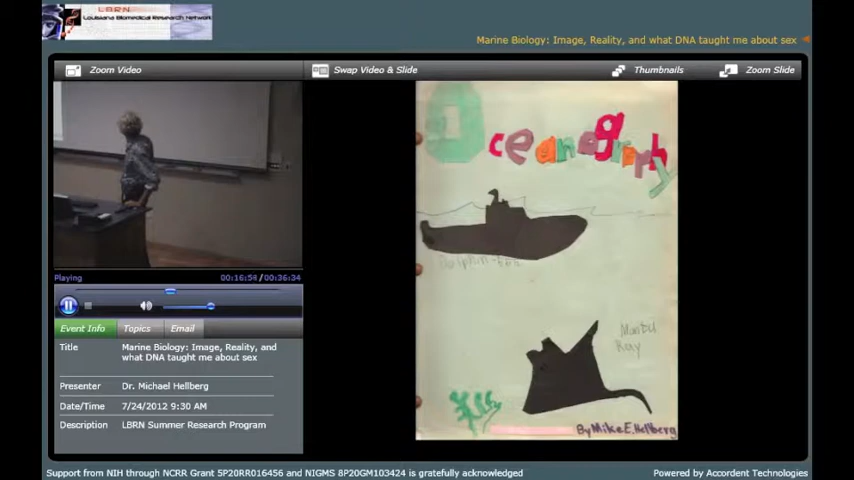 LBRN
Louisiana Biomedical Research Network
Marine Biology: Image, Reality, and what DNA taught me about sex
Zoom Video
Swap Video & Slide
Thumbnails
Zoom Slide
Oceanography
Manta
Ray
By Mike E. Hellberg
Playing
00:16:54/00:36:34
Event Info
Topics
Email
Title
Marine Biology: Image, Reality, and
what DNA taught me about sex
Presenter
Dr. Michael Hellberg
Date/Time
7/24/2012 9:30 AM
Description
LBRN Summer Research Program
Support from NIH through NCRR Grant 5P20RR016456 and NIGMS 8P20GM103424 is gratefully acknowledged
Powered by Accordent Technologies